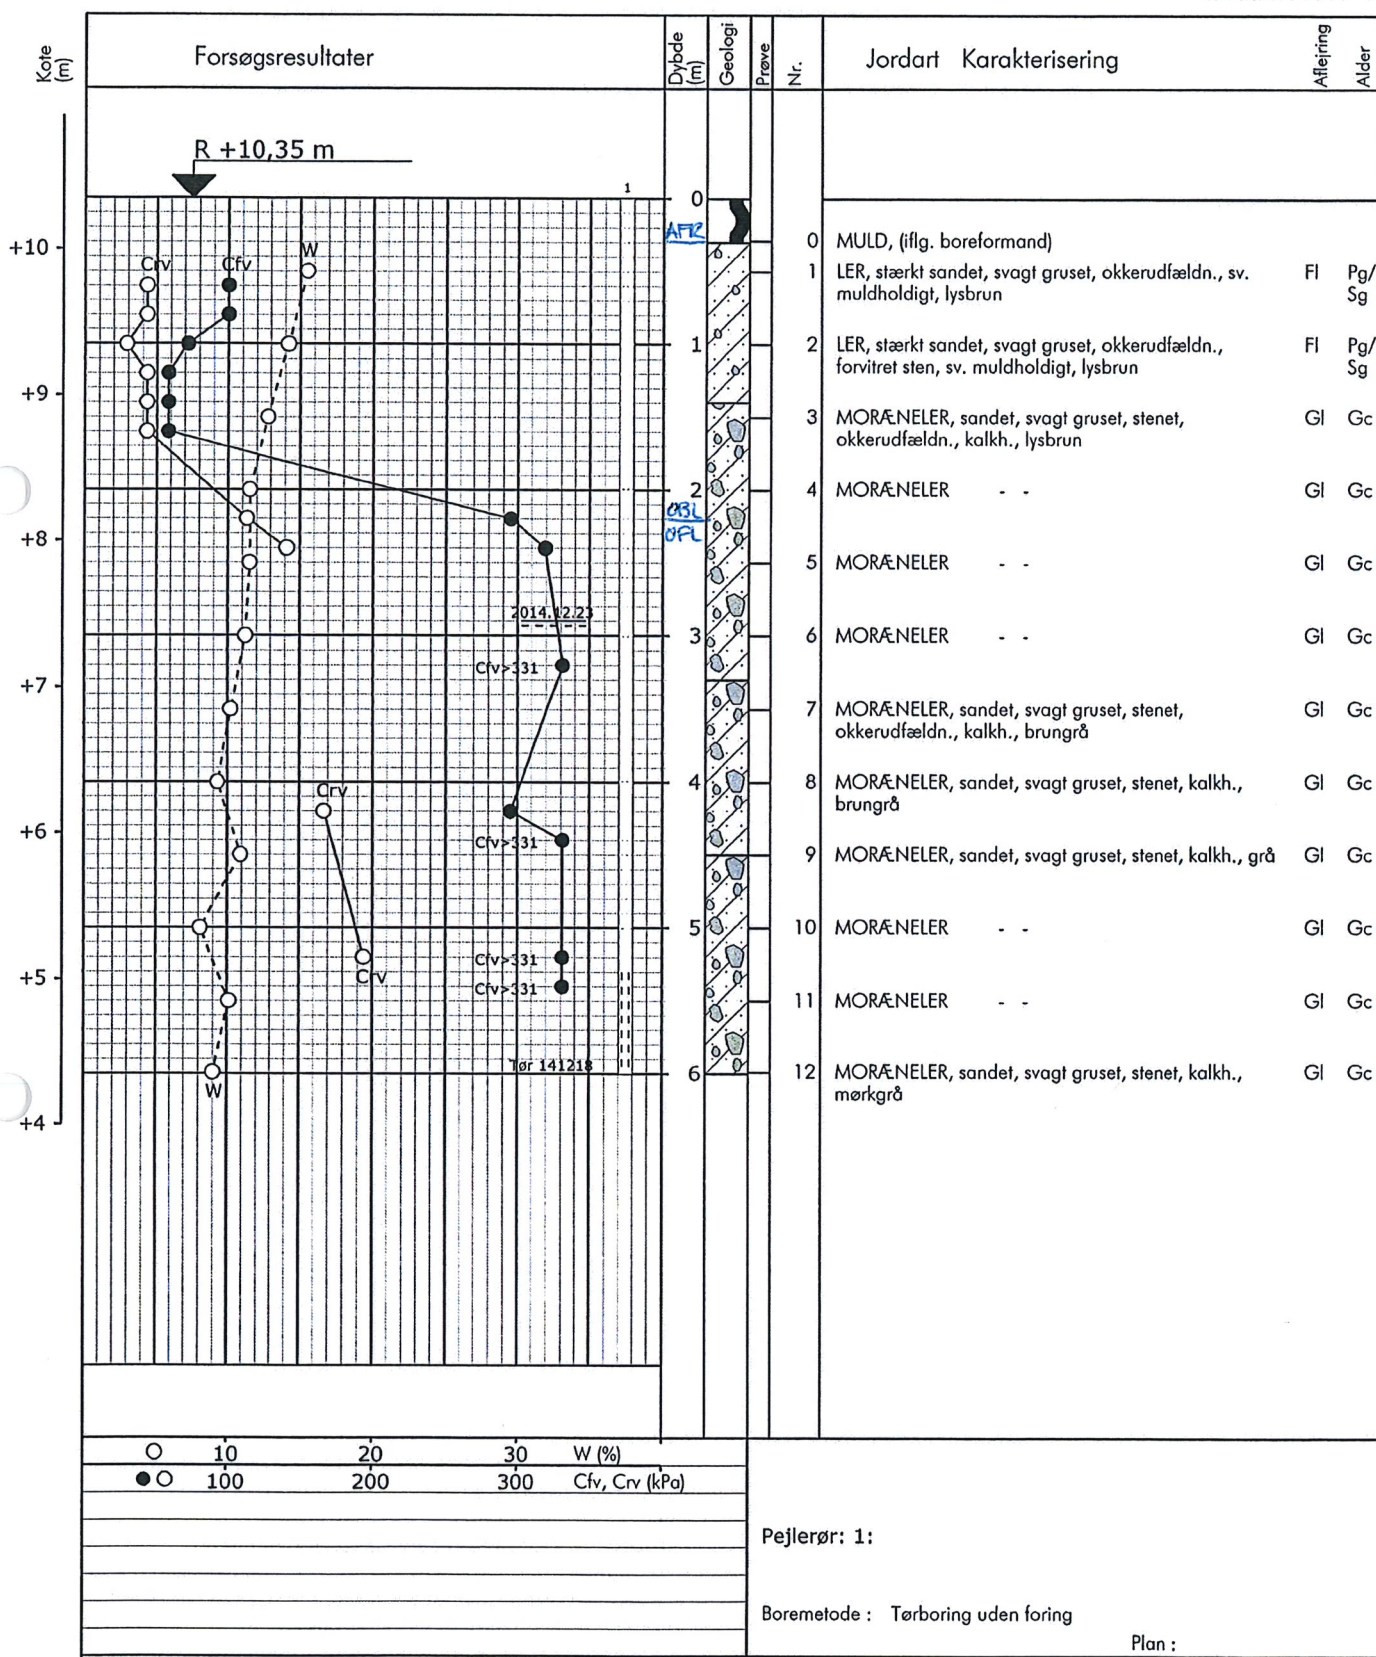 Kote
(m)
Forsøgsresultater
Dybde
(m)
Geologi
Prøve
Nr.
Jordart Karakterisering
Aflejring
Alder
R +10,35 m
1
0
AFR
+10
Crv
Cfv
W
0 MULD, (iflg. boreformand)
1 LER, stærkt sandet, svagt gruset, okkerudfældn., sv. Fl Pg/
muldholdigt, lysbrun Sg
1
2 LER, stærkt sandet, svagt gruset, okkerudfældn., Fl Pg/
forvitret sten, sv. muldholdigt, lysbrun Sg
+9
3 MORÆNELER, sandet, svagt gruset, stenet, Gl Gc
okkerudfældn., kalkh., lysbrun
2
4 MORÆNELER - - Gl Gc
OBL
OFL
+8
5 MORÆNELER - - Gl Gc
2014.12.23
3
6 MORÆNELER - - Gl Gc
Cfv>331
+7
7 MORÆNELER, sandet, svagt gruset, stenet, Gl Gc
okkerudfældn., kalkh., brungrå
4
8 MORÆNELER, sandet, svagt gruset, stenet, kalkh., Gl Gc
brungrå
Crv
+6
Cfv>331
9 MORÆNELER, sandet, svagt gruset, stenet, kalkh., grå Gl Gc
5
10 MORÆNELER - - Gl Gc
Cfv>331
+5
Crv
Cfv>331
11 MORÆNELER - - Gl Gc
Tør 141218
6
12 MORÆNELER, sandet, svagt gruset, stenet, kalkh., Gl Gc
mørkgrå
W
+4
10 20 30 W (%)
100 200 300 Cfv, Crv (kPa)
Pejlerør: 1:
Boremetode : Tørboring uden foring
Plan :